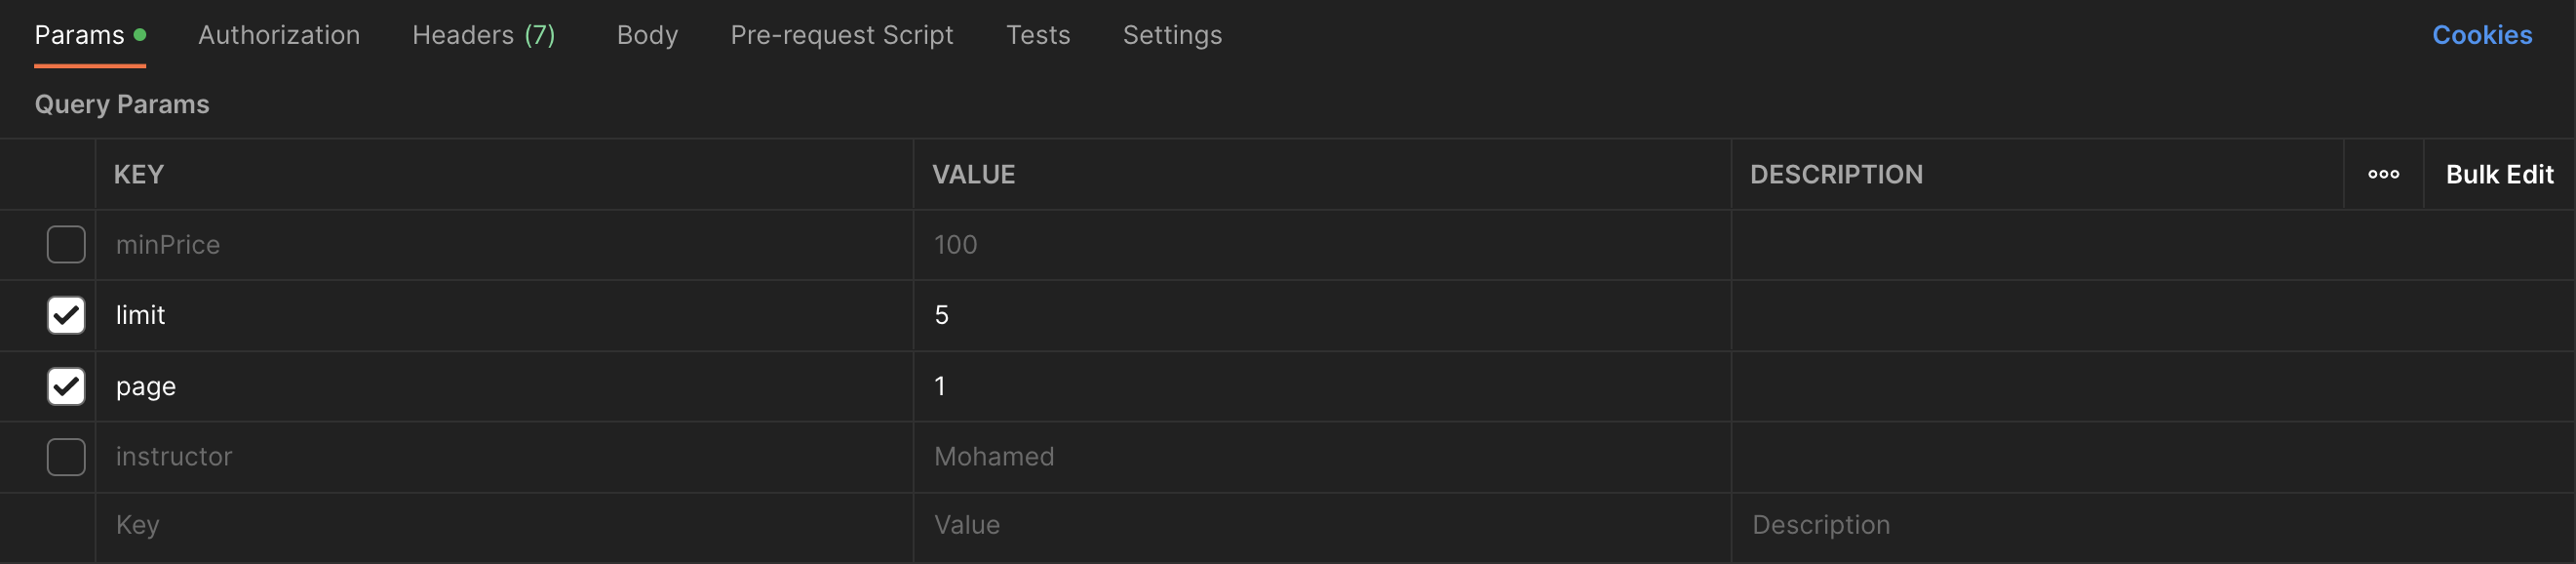 Params Authorization Headers (7) Body Pre-request Script Tests Settings Cookies
Query Params
KEY VALUE DESCRIPTION ooo Bulk Edit
minPrice 100
limit 5
page 1
instructor Mohamed
Key Value Description